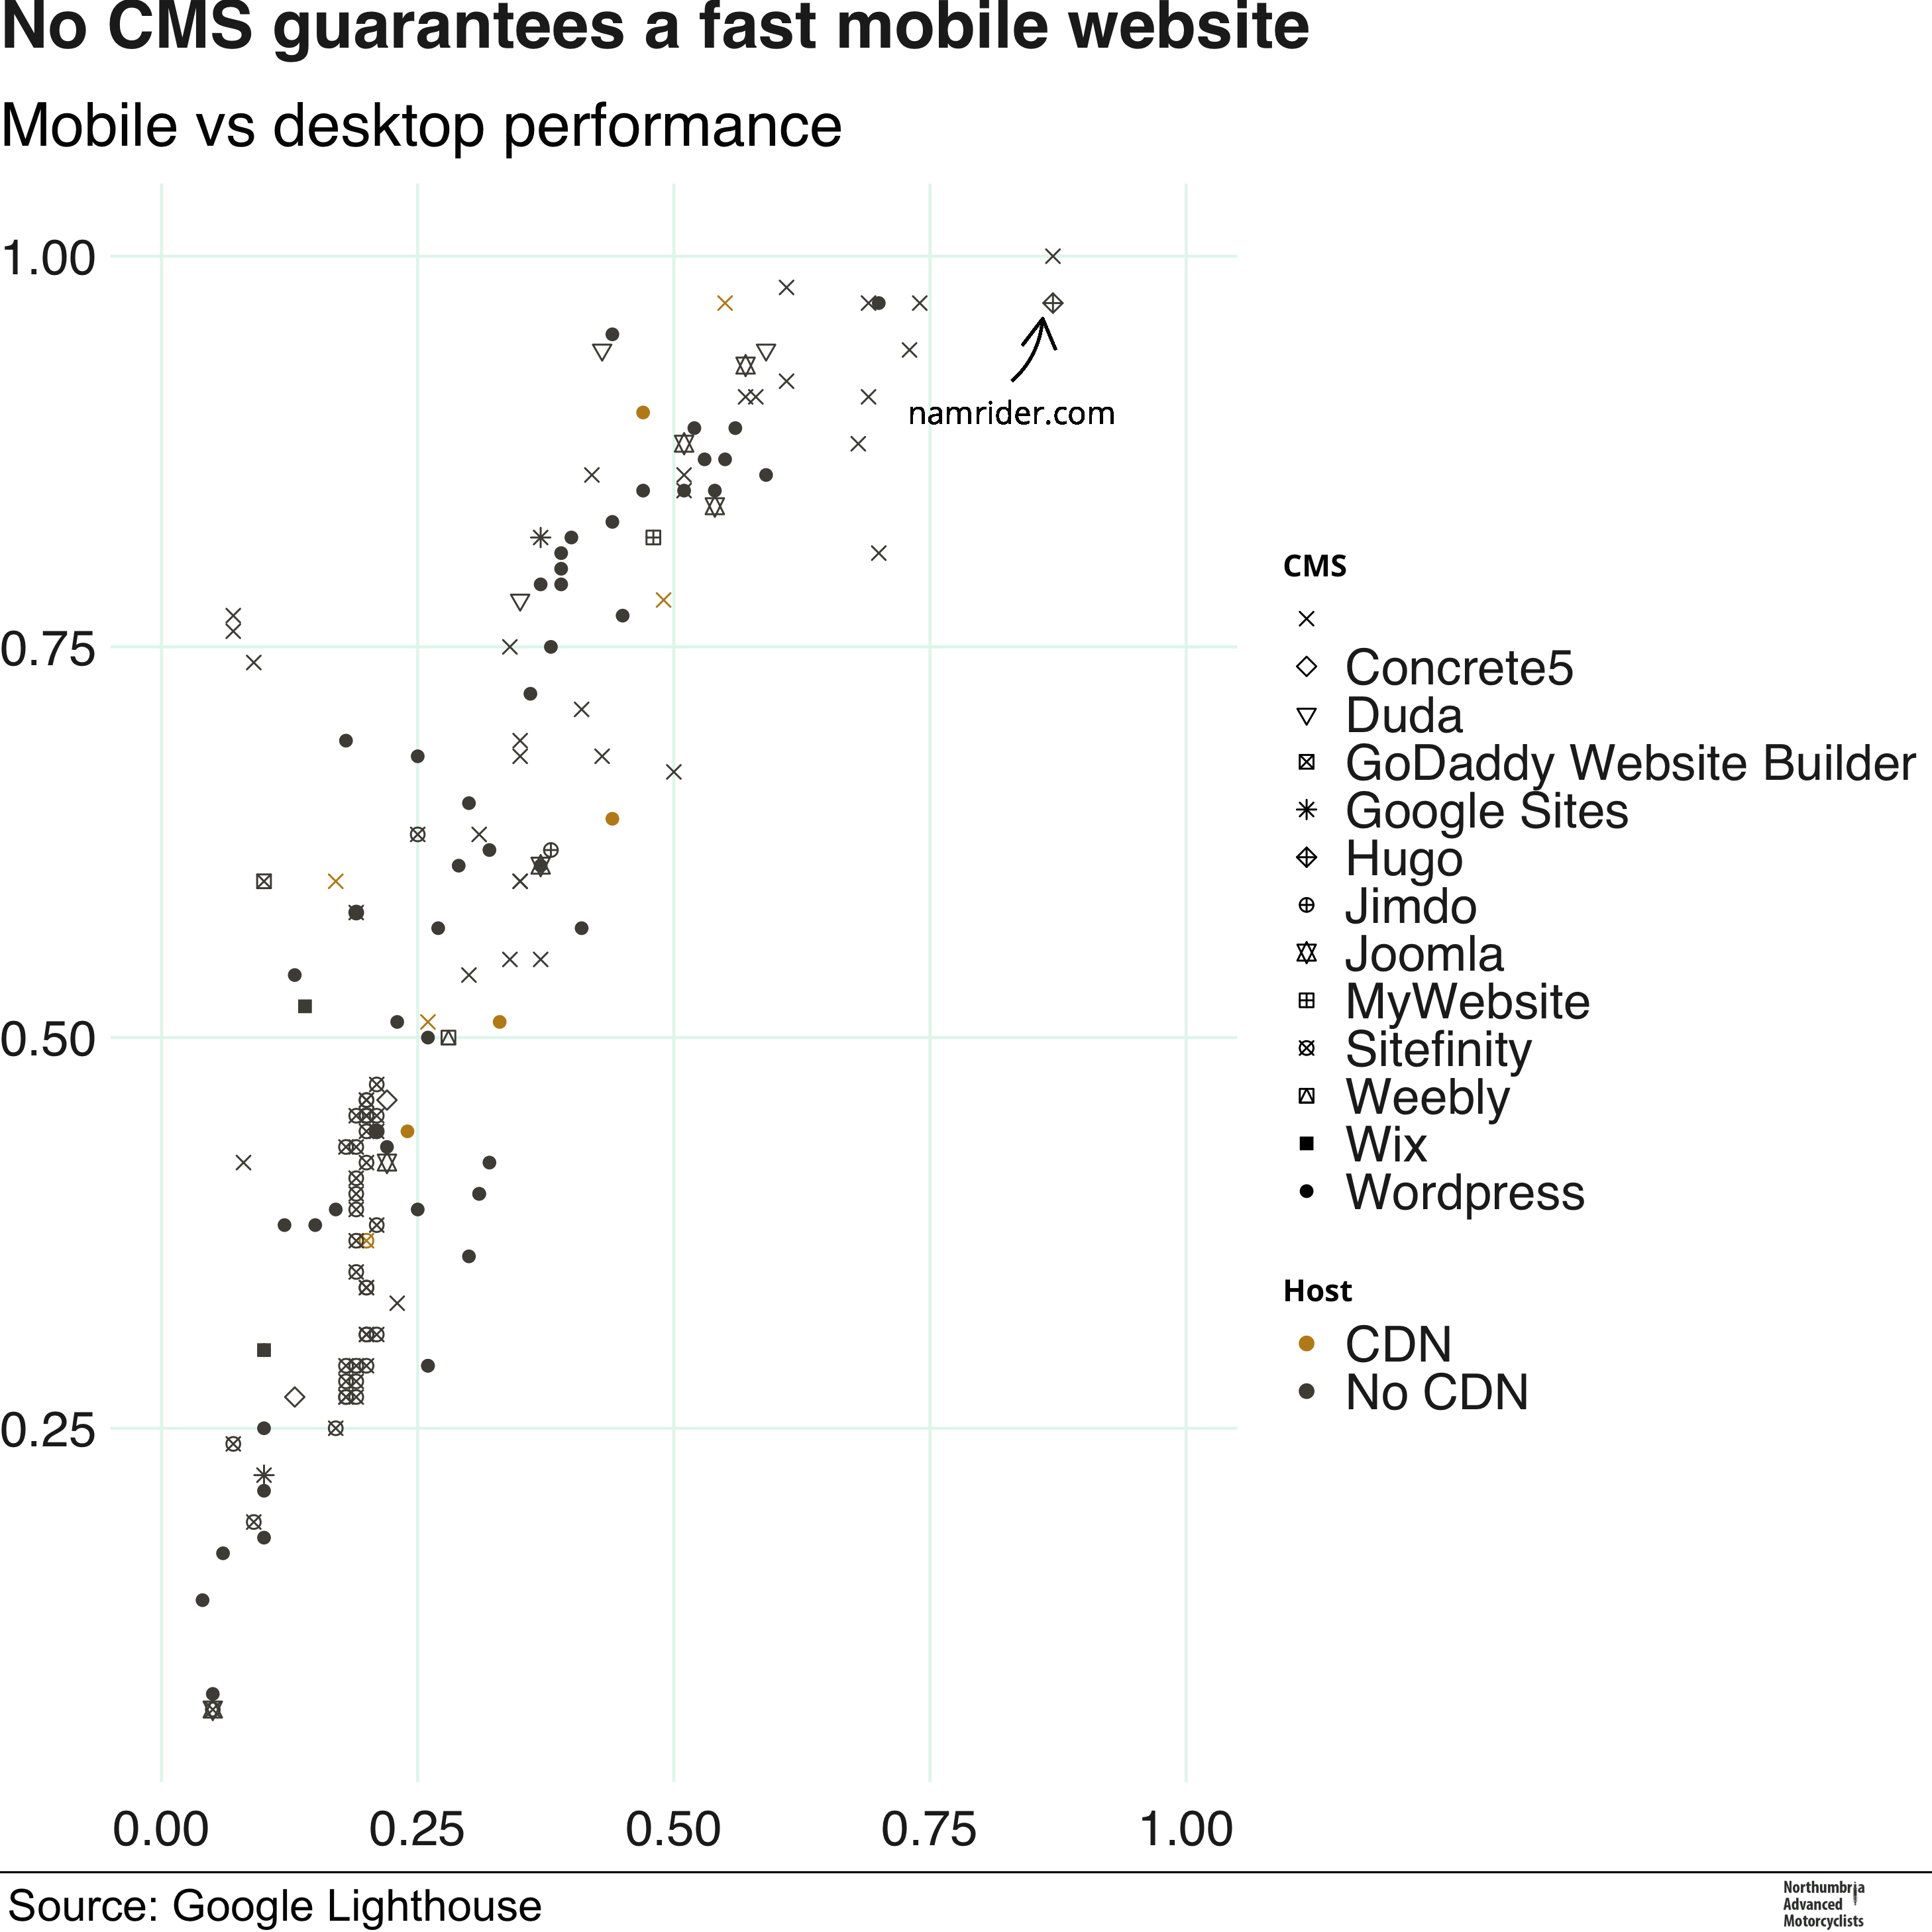 No CMS guarantees a fast mobile website
Mobile vs desktop performance
1.00
0.75
0.50
0.25
namrider.com
0.00 0.25 0.50 0.75 1.00
CMS
Concrete5
Duda
GoDaddy Website Builder
Google Sites
Hugo
Jimdo
Joomla
MyWebsite
Sitefinity
Weebly
Wix
Wordpress
Host
CDN
No CDN
Source: Google Lighthouse
Northumbria
Advanced
Motorcyclists